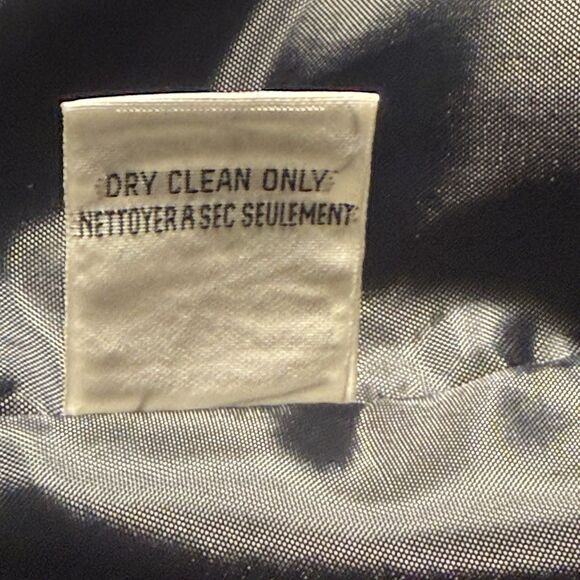 DRY CLEAN ONLY
NETTOYER A SEC SEULEMENT